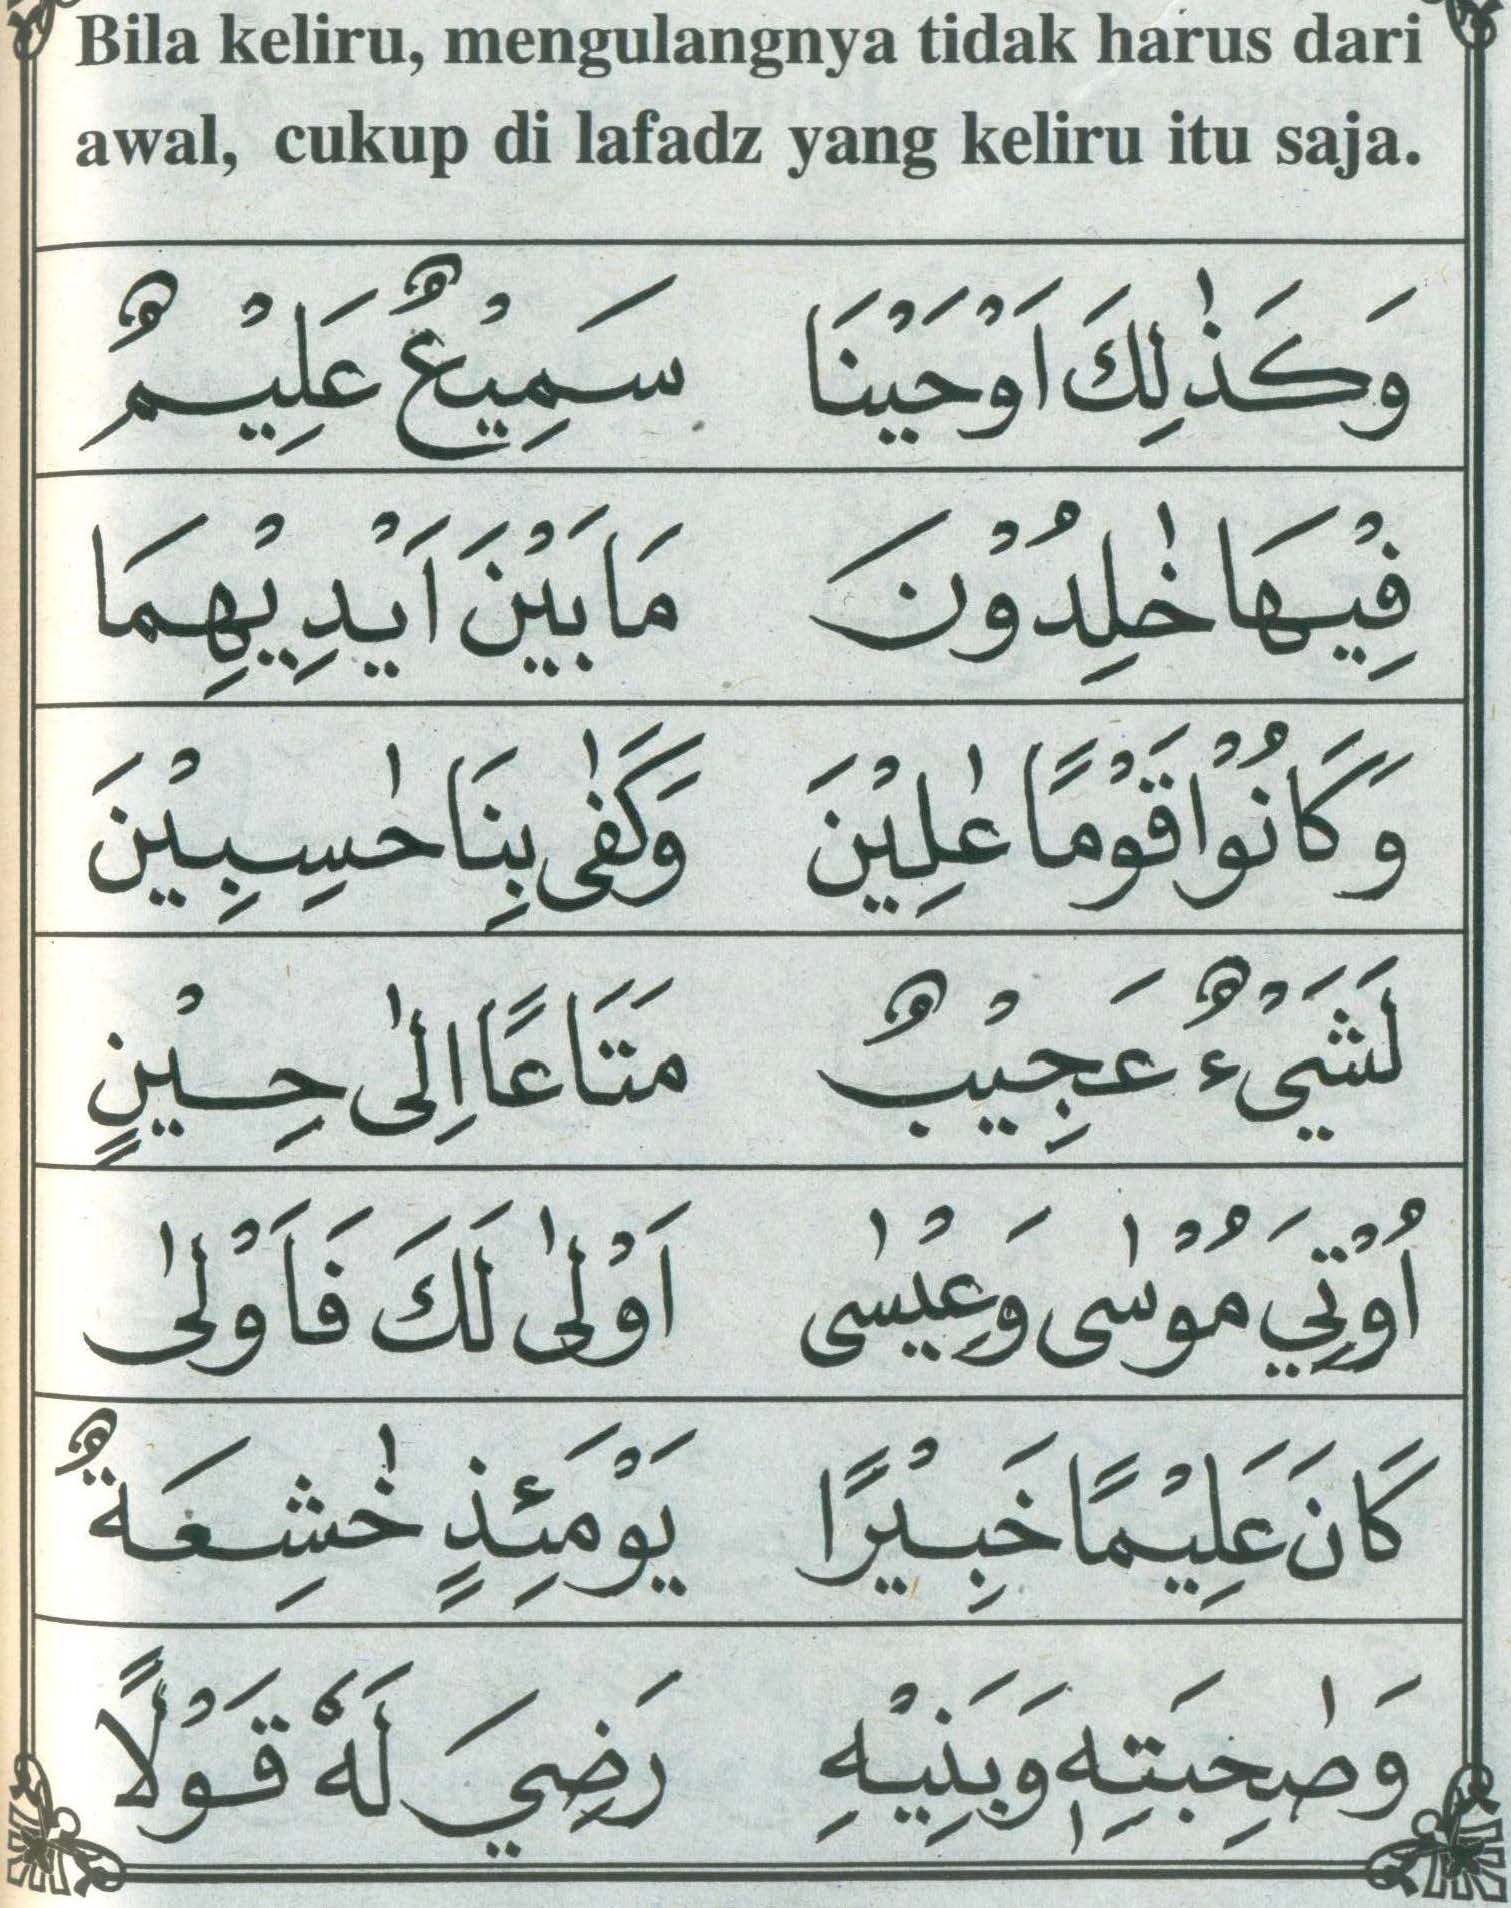 Bila keliru, mengulangnya tidak harus dari
awal, cukup di lafadz yang keliru itu saja.
وَكَذٰلِكَ اَوْحَيْنَا سَمِيْعٌ عَلِيْمٌ
فِيْهَا خٰلِدُوْنَ مَا بَيْنَ اَيْدِيْهِمَا
وَكَانُوْا قَوْمًا عٰلِيْنَ وَكَفٰى بِنَا حٰسِبِيْنَ
لَشَيْءٌ عَجِيْبٌ مَتَاعًا اِلٰى حِيْنٍ
اُوْتِيَ مُوْسٰى وَعِيْسٰى اَوْلٰى لَكَ فَاَوْلٰى
كَانَ عَلِيْمًا خَبِيْرًا يَوْمَئِذٍ خٰشِعَةٌ
وَصٰحِبَتِهٖ وَبَنِيْهِ رَضِيَ لَهٗ قَوْلًا